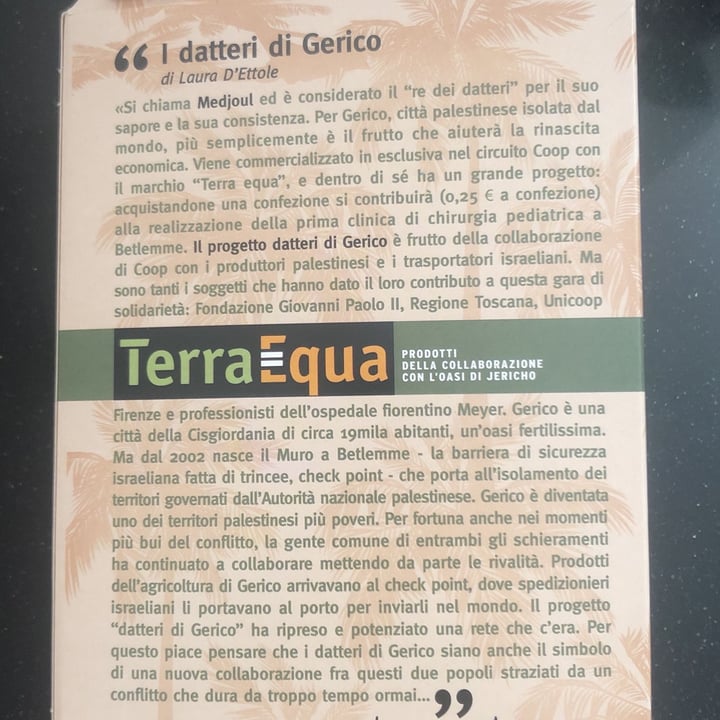 “ I datteri di Gerico
di Laura D’Ettole
«Si chiama Medjoul ed è considerato il “re dei datteri” per il suo
sapore e la sua consistenza. Per Gerico, città palestinese isolata dal
mondo, più semplicemente è il frutto che aiuterà la rinascita
economica. Viene commercializzato in esclusiva nel circuito Coop con
il marchio “Terra equa”, e dentro di sé ha un grande progetto:
acquistandone una confezione si contribuirà (0,25 € a confezione)
alla realizzazione della prima clinica di chirurgia pediatrica a
Betlemme. Il progetto datteri di Gerico è frutto della collaborazione
di Coop con i produttori palestinesi e i trasportatori israeliani. Ma
sono tanti i soggetti che hanno dato il loro contributo a questa gara di
solidarietà: Fondazione Giovanni Paolo II, Regione Toscana, Unicoop
TerraEqua
PRODOTTI
DELLA COLLABORAZIONE
CON L’OASI DI JERICHO
Firenze e professionisti dell’ospedale fiorentino Meyer. Gerico è una
città della Cisgiordania di circa 19mila abitanti, un’oasi fertilissima.
Ma dal 2002 nasce il Muro a Betlemme - la barriera di sicurezza
israeliana fatta di trincee, check point - che porta all’isolamento dei
territori governati dall’Autorità nazionale palestinese. Gerico è diventata
uno dei territori palestinesi più poveri. Per fortuna anche nei momenti
più bui del conflitto, la gente comune di entrambi gli schieramenti
ha continuato a collaborare mettendo da parte le rivalità. Prodotti
dell’agricoltura di Gerico arrivavano al check point, dove spedizionieri
israeliani li portavano al porto per inviarli nel mondo. Il progetto
“datteri di Gerico” ha ripreso e potenziato una rete che c’era. Per
questo piace pensare che i datteri di Gerico siano anche il simbolo
di una nuova collaborazione fra questi due popoli straziati da un
conflitto che dura da troppo tempo ormai... ”